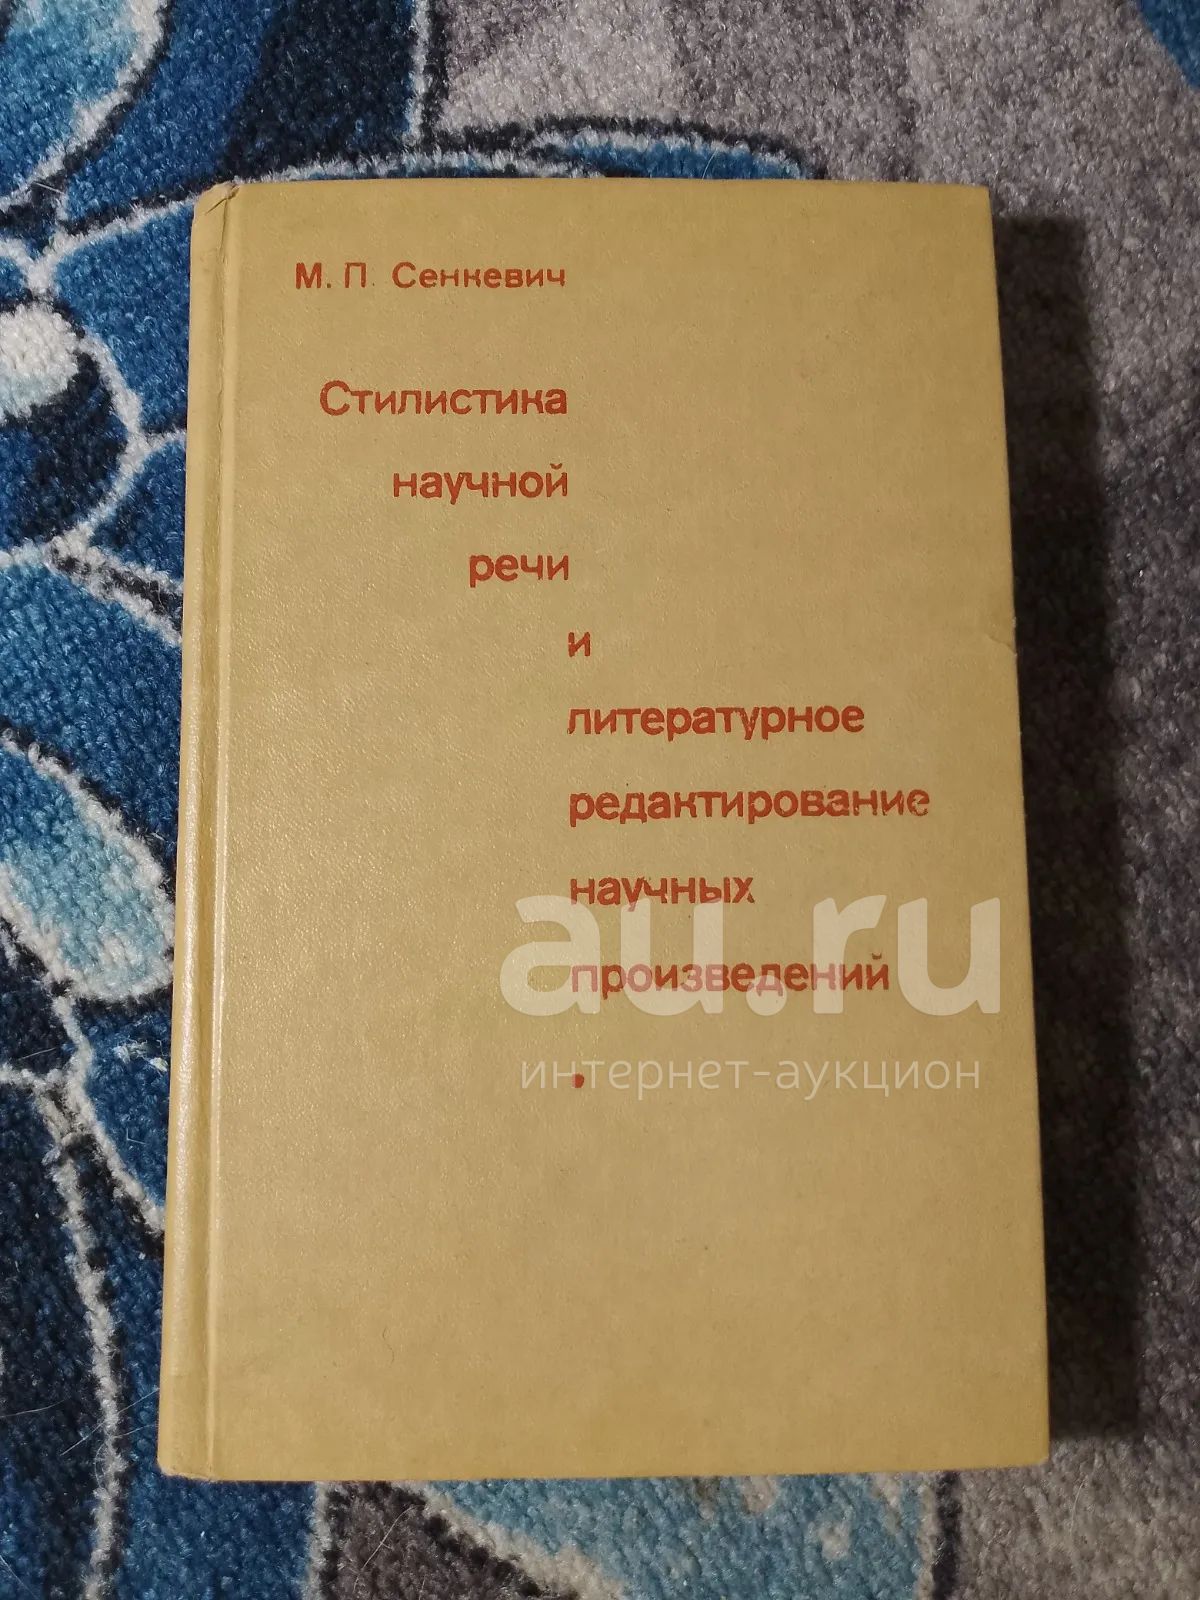 М. П. Сенкевич
Стилистика
научной
речи
и
литературное
редактирование
научных
произведений
au.ru
интернет-аукцион